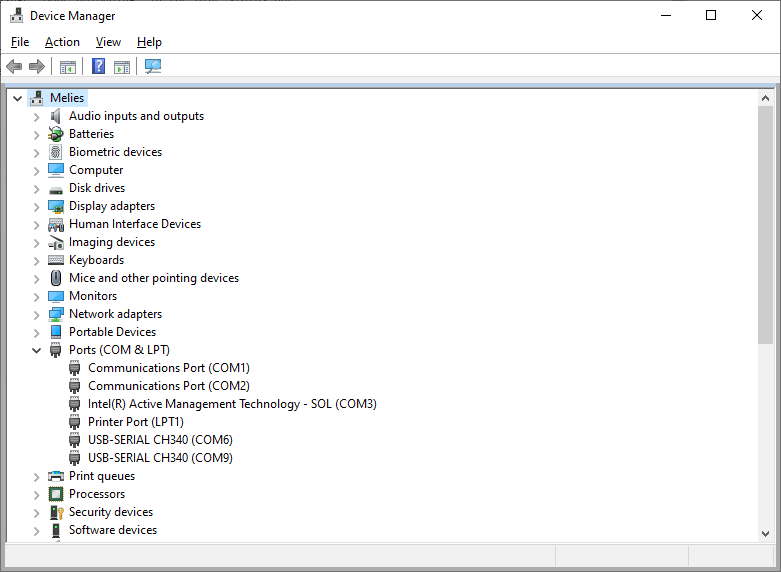 Device Manager
File Action View Help
Melies
Audio inputs and outputs
Batteries
Biometric devices
Computer
Disk drives
Display adapters
Human Interface Devices
Imaging devices
Keyboards
Mice and other pointing devices
Monitors
Network adapters
Portable Devices
Ports (COM & LPT)
Communications Port (COM1)
Communications Port (COM2)
Intel(R) Active Management Technology - SOL (COM3)
Printer Port (LPT1)
USB-SERIAL CH340 (COM6)
USB-SERIAL CH340 (COM9)
Print queues
Processors
Security devices
Software devices